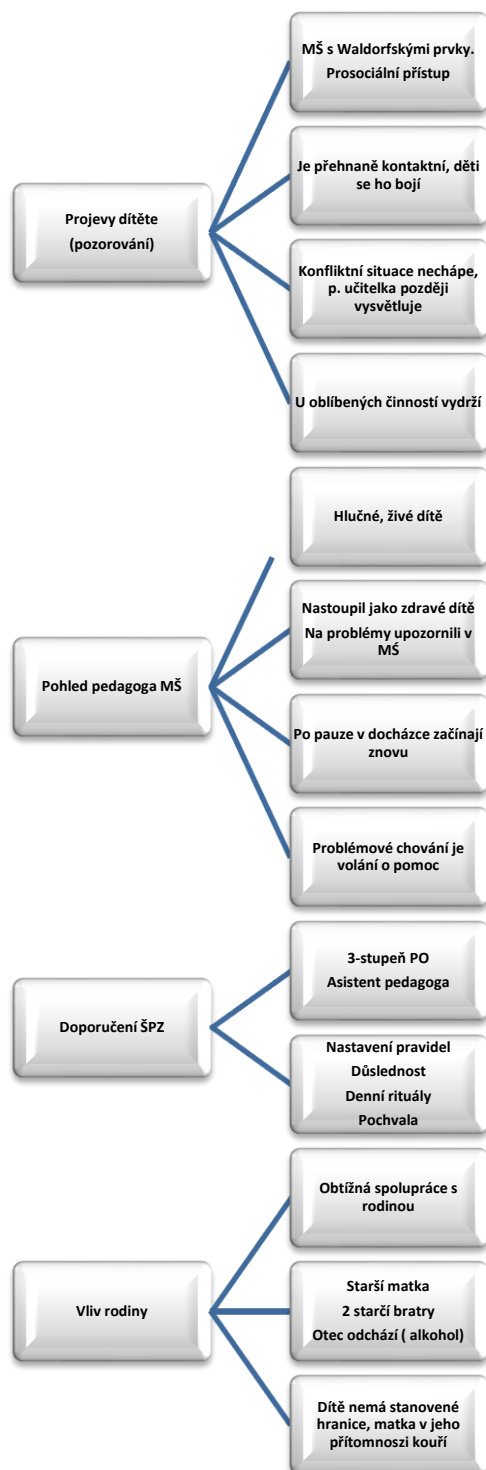 Projevy dítěte
(pozorování)
MŠ s Waldorfskými prvky.
Prosociální přístup
Je přehnaně kontaktní, děti
se ho bojí
Konfliktní situace nechápe,
p. učitelka později
vysvětluje
U oblíbených činností vydrží
Pohled pedagoga MŠ
Hlučné, živé dítě
Nastoupil jako zdravé dítě
Na problémy upozornili v
MŚ
Po pauze v docházce začínají
znovu
Problémové chování je
volání o pomoc
Doporučení ŠPZ
3-stupeň PO
Asistent pedagoga
Nastavení pravidel
Důslednost
Denní rituály
Pochvala
Vliv rodiny
Obtížná spolupráce s
rodinou
Starší matka
2 starčí bratry
Otec odchází ( alkohol)
Dítě nemá stanovené
hranice, matka v jeho
přítomnoszi kouří